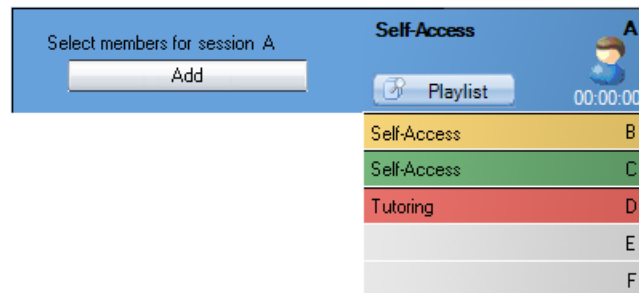 Select members for session A
Add
Self-Access A
Playlist
00:00:00
Self-Access B
Self-Access C
Tutoring D
E
F